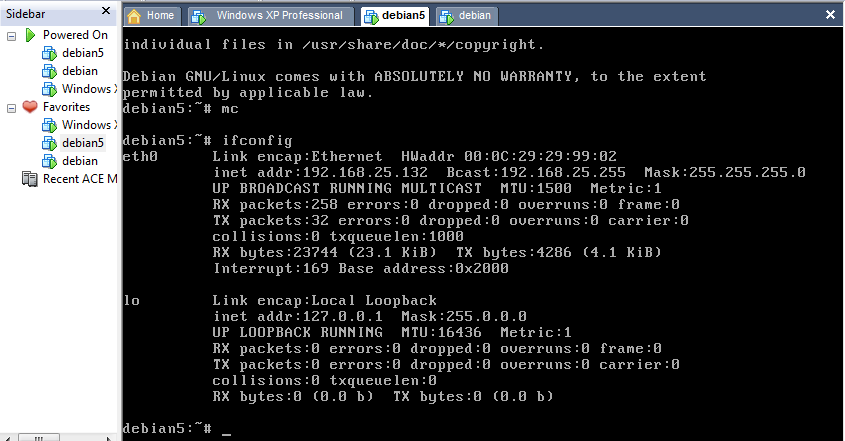 Sidebar
Powered On
debian5
debian
Windows X
Favorites
Windows
debian5
debian
Recent ACE M
Home
Windows XP Professional
debian5
debian
individual files in /usr/share/doc/*/copyright.
Debian GNU/Linux comes with ABSOLUTELY NO WARRANTY, to the extent
permitted by applicable law.
debian5:~# mc
debian5:~# ifconfig
eth0 Link encap:Ethernet HWaddr 00:0C:29:29:99:02
inet addr:192.168.25.132 Bcast:192.168.25.255 Mask:255.255.255.0
UP BROADCAST RUNNING MULTICAST MTU:1500 Metric:1
RX packets:258 errors:0 dropped:0 overruns:0 frame:0
TX packets:32 errors:0 dropped:0 overruns:0 carrier:0
collisions:0 txqueuelen:1000
RX bytes:23744 (23.1 KiB) TX bytes:4286 (4.1 KiB)
Interrupt:169 Base address:0x2000
lo Link encap:Local Loopback
inet addr:127.0.0.1 Mask:255.0.0.0
UP LOOPBACK RUNNING MTU:16436 Metric:1
RX packets:0 errors:0 dropped:0 overruns:0 frame:0
TX packets:0 errors:0 dropped:0 overruns:0 carrier:0
collisions:0 txqueuelen:0
RX bytes:0 (0.0 b) TX bytes:0 (0.0 b)
debian5:~# _